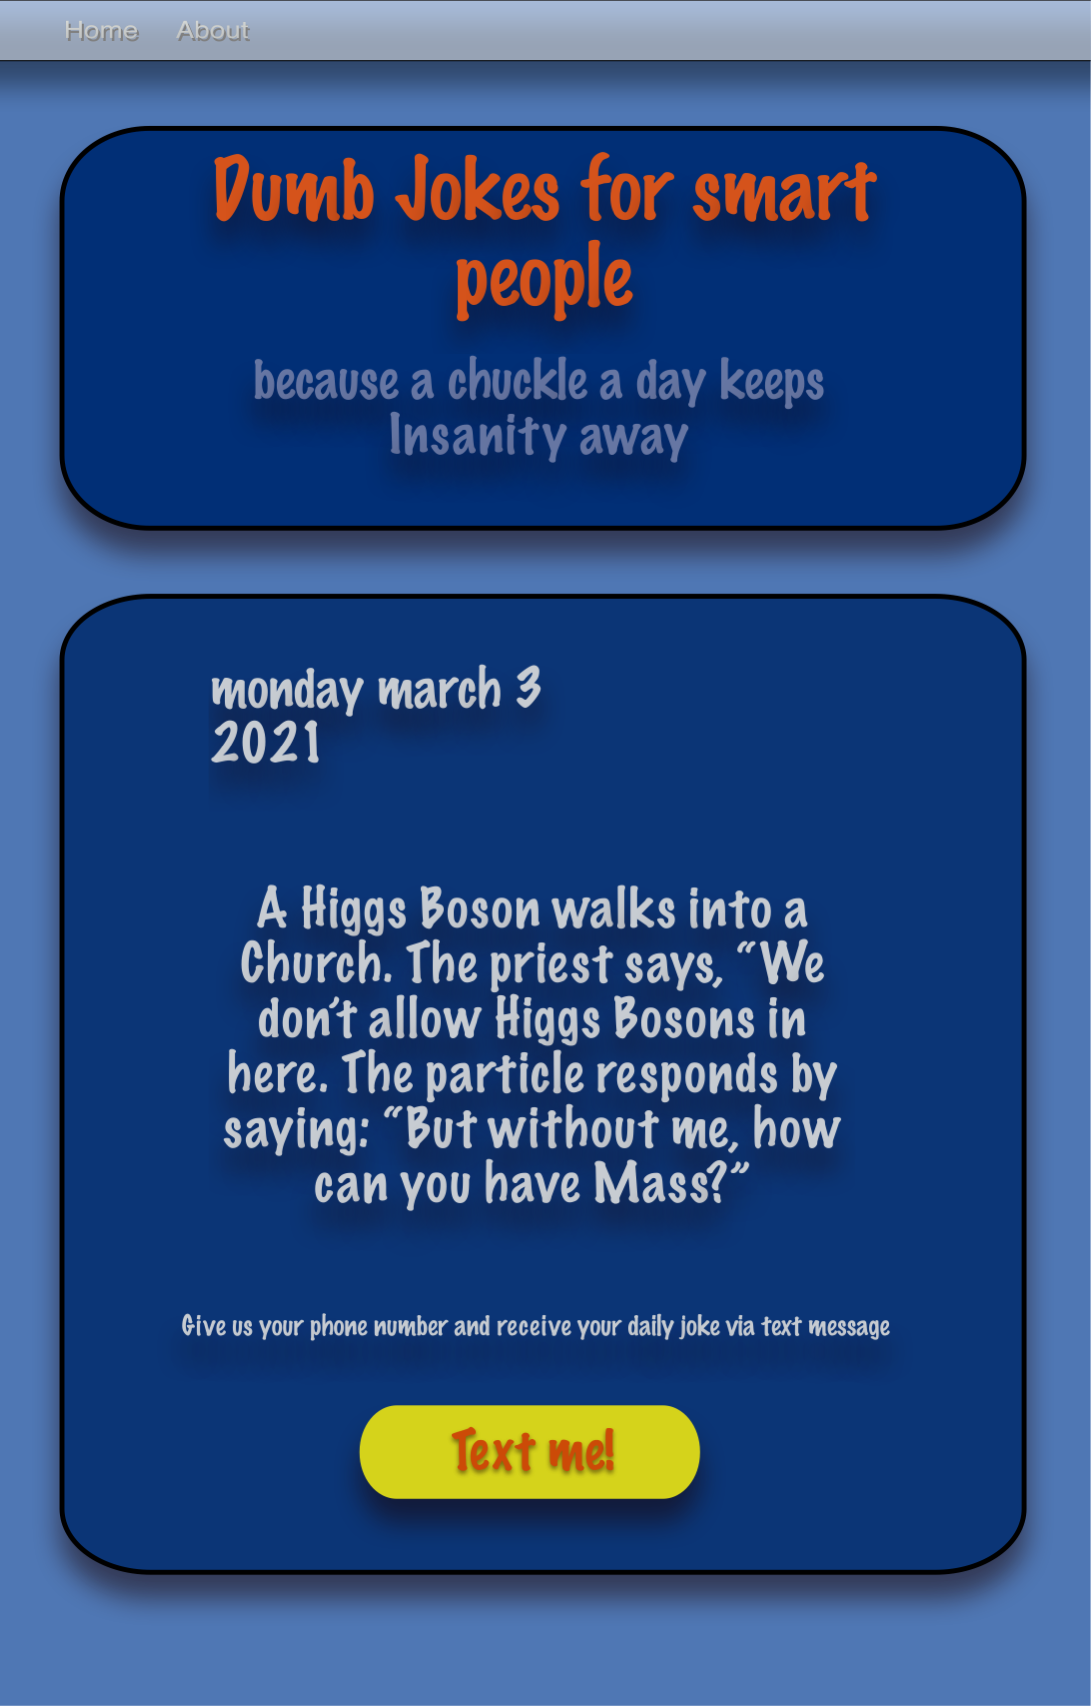 Home About
Dumb Jokes for smart
people
because a chuckle a day keeps
Insanity away
monday march 3
2021
A Higgs Boson walks into a
Church. The priest says, “We
don’t allow Higgs Bosons in
here. The particle responds by
saying: “But without me, how
can you have Mass?”
Give us your phone number and receive your daily joke via text message
Text me!